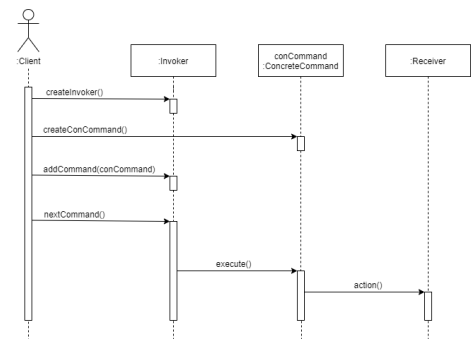 :Client
:Invoker
conCommand
:ConcreteCommand
:Receiver
createInvoker()
createConCommand()
addCommand(conCommand)
nextCommand()
execute()
action()